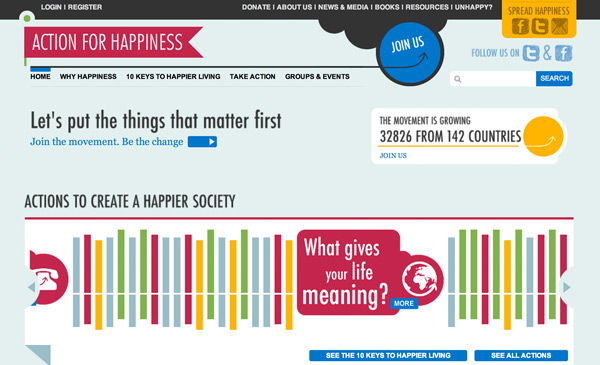 LOGIN | REGISTER
DONATE | ABOUT US | NEWS & MEDIA | BOOKS | RESOURCES | UNHAPPY?
SPREAD HAPPINESS
ACTION FOR HAPPINESS
JOIN US
FOLLOW US ON
&
HOME
WHY HAPPINESS
10 KEYS TO HAPPIER LIVING
TAKE ACTION
GROUPS & EVENTS
SEARCH
Let's put the things that matter first
Join the movement. Be the change
THE MOVEMENT IS GROWING
32826 FROM 142 COUNTRIES
JOIN US
ACTIONS TO CREATE A HAPPIER SOCIETY
What gives
your life
meaning?
MORE
SEE THE 10 KEYS TO HAPPIER LIVING
SEE ALL ACTIONS